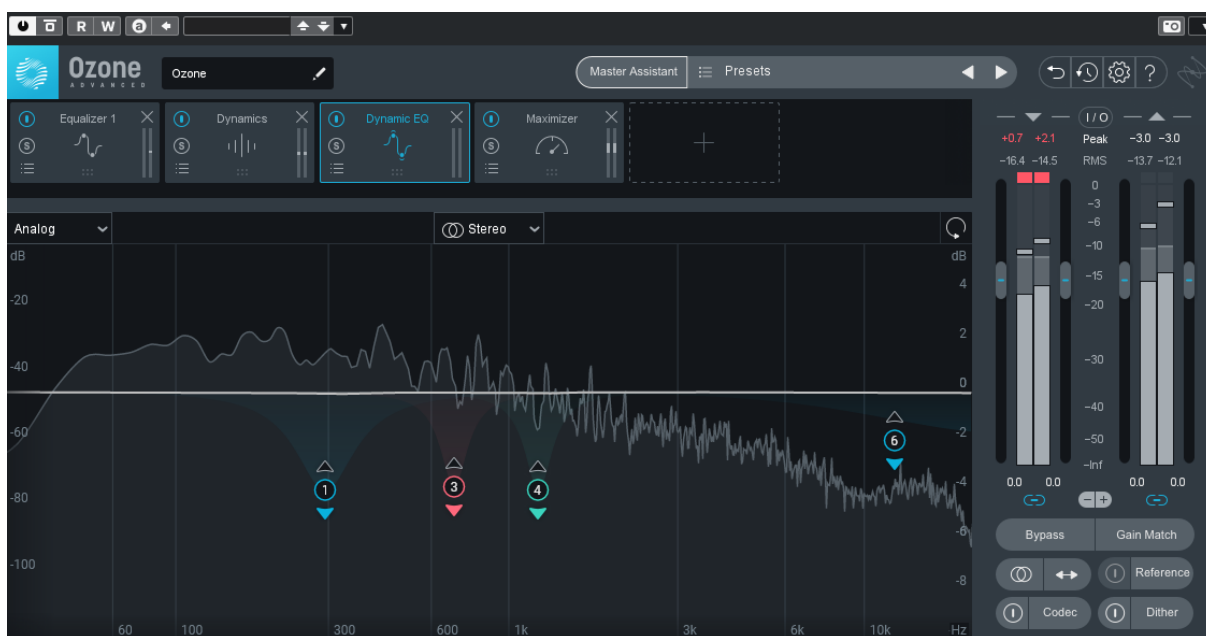 R W a
Ozone
ADVANCED
Ozone
Master Assistant
Presets
?
Equalizer 1
S
Dynamics
S
Dynamic EQ
S
Maximizer
S
I/O
+0.7 +2.1 Peak -3.0 -3.0
-16.4 -14.5 RMS -13.7 -12.1
Analog
Stereo
dB
-20
-40
-60
-80
-100
dB
4
2
0
-2
-4
-6
-8
1
3
4
6
60 100 300 600 1k 3k 6k 10k Hz
0
-3
-6
-10
-15
-20
-30
-40
-50
-Inf
0.0 0.0 0.0 0.0
Bypass Gain Match
Reference
Codec Dither